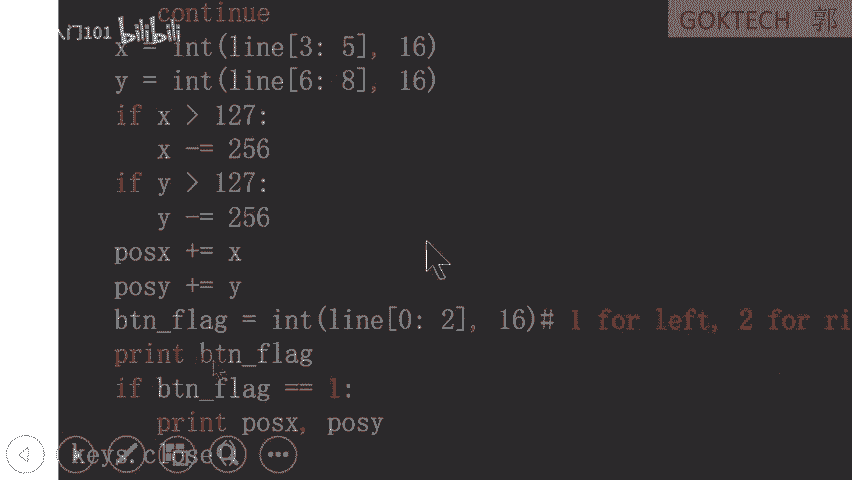 continue
GOKTECH 郭
入门101 bilibili
x = int(line[3: 5], 16)
y = int(line[6: 8], 16)
if x > 127:
x -= 256
if y > 127:
y -= 256
posx += x
posy += y
btn_flag = int(line[0: 2], 16)# 1 for left, 2 for ri
print btn_flag
if btn_flag == 1:
print posx, posy
keys.close()